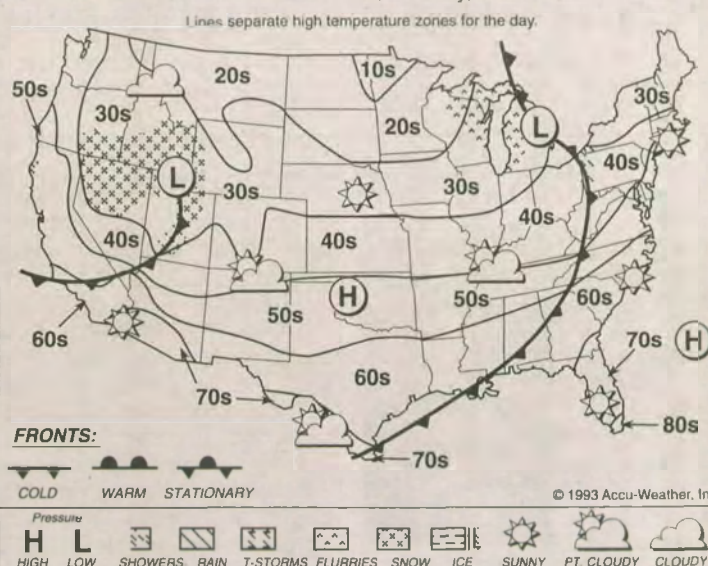 Lines separate high temperature zones for the day.
50s
20s
10s
30s
30s
20s
L
40s
L
30s
30s
40s
40s
40s
H
50s
50s
60s
60s
70s
H
60s
70s
80s
70s
FRONTS:
COLD WARM STATIONARY
© 1993 Accu-Weather, In
Pressure
H L
HIGH LOW SHOWERS RAIN T-STORMS FLURRIES SNOW ICE SUNNY PT. CLOUDY CLOUDY